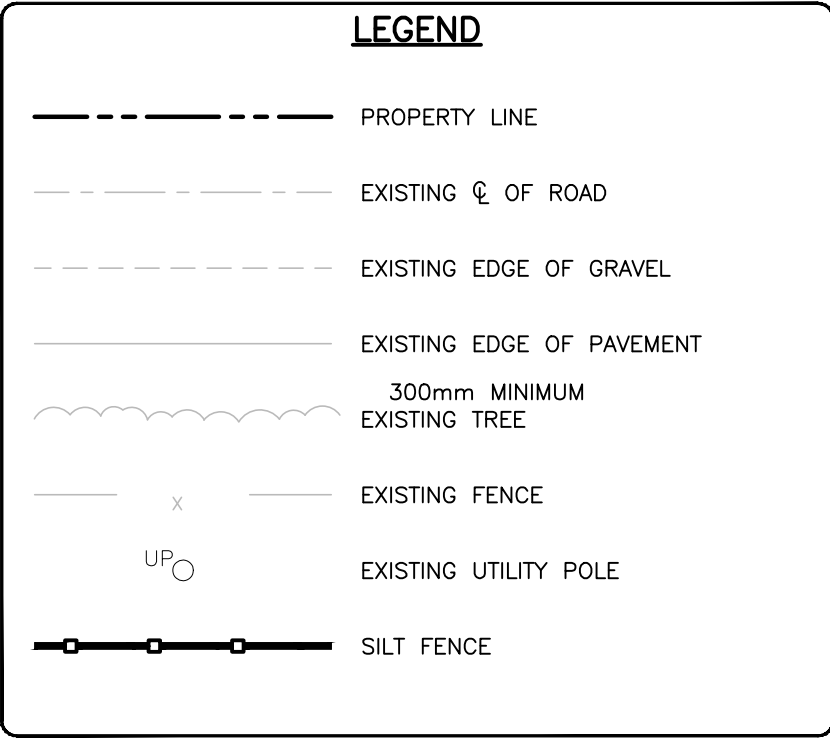 LEGEND
PROPERTY LINE
EXISTING ℄ OF ROAD
EXISTING EDGE OF GRAVEL
EXISTING EDGE OF PAVEMENT
300mm MINIMUM
EXISTING TREE
X EXISTING FENCE
UP EXISTING UTILITY POLE
SILT FENCE